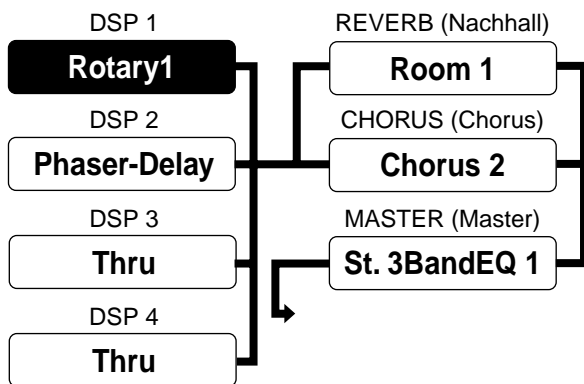 DSP 1
Rotary1
DSP 2
Phaser-Delay
DSP 3
Thru
DSP 4
Thru
REVERB (Nachhall)
Room 1
CHORUS (Chorus)
Chorus 2
MASTER (Master)
St. 3BandEQ 1